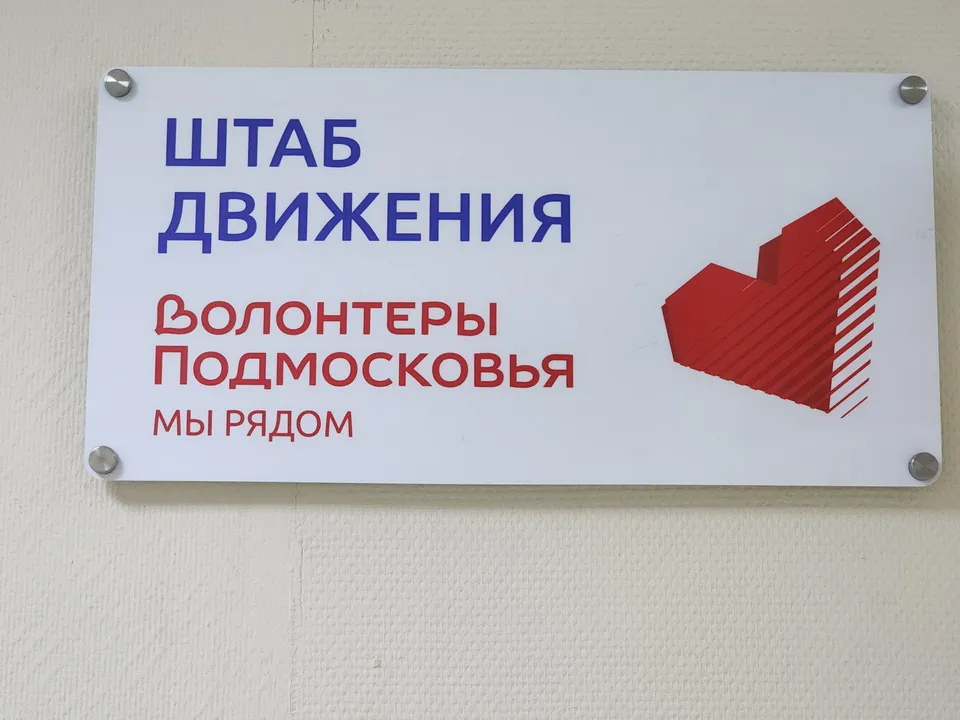 ШТАБ
ДВИЖЕНИЯ
ВОЛОНТЕРЫ
ПОДМОСКОВЬЯ
МЫ РЯДОМ